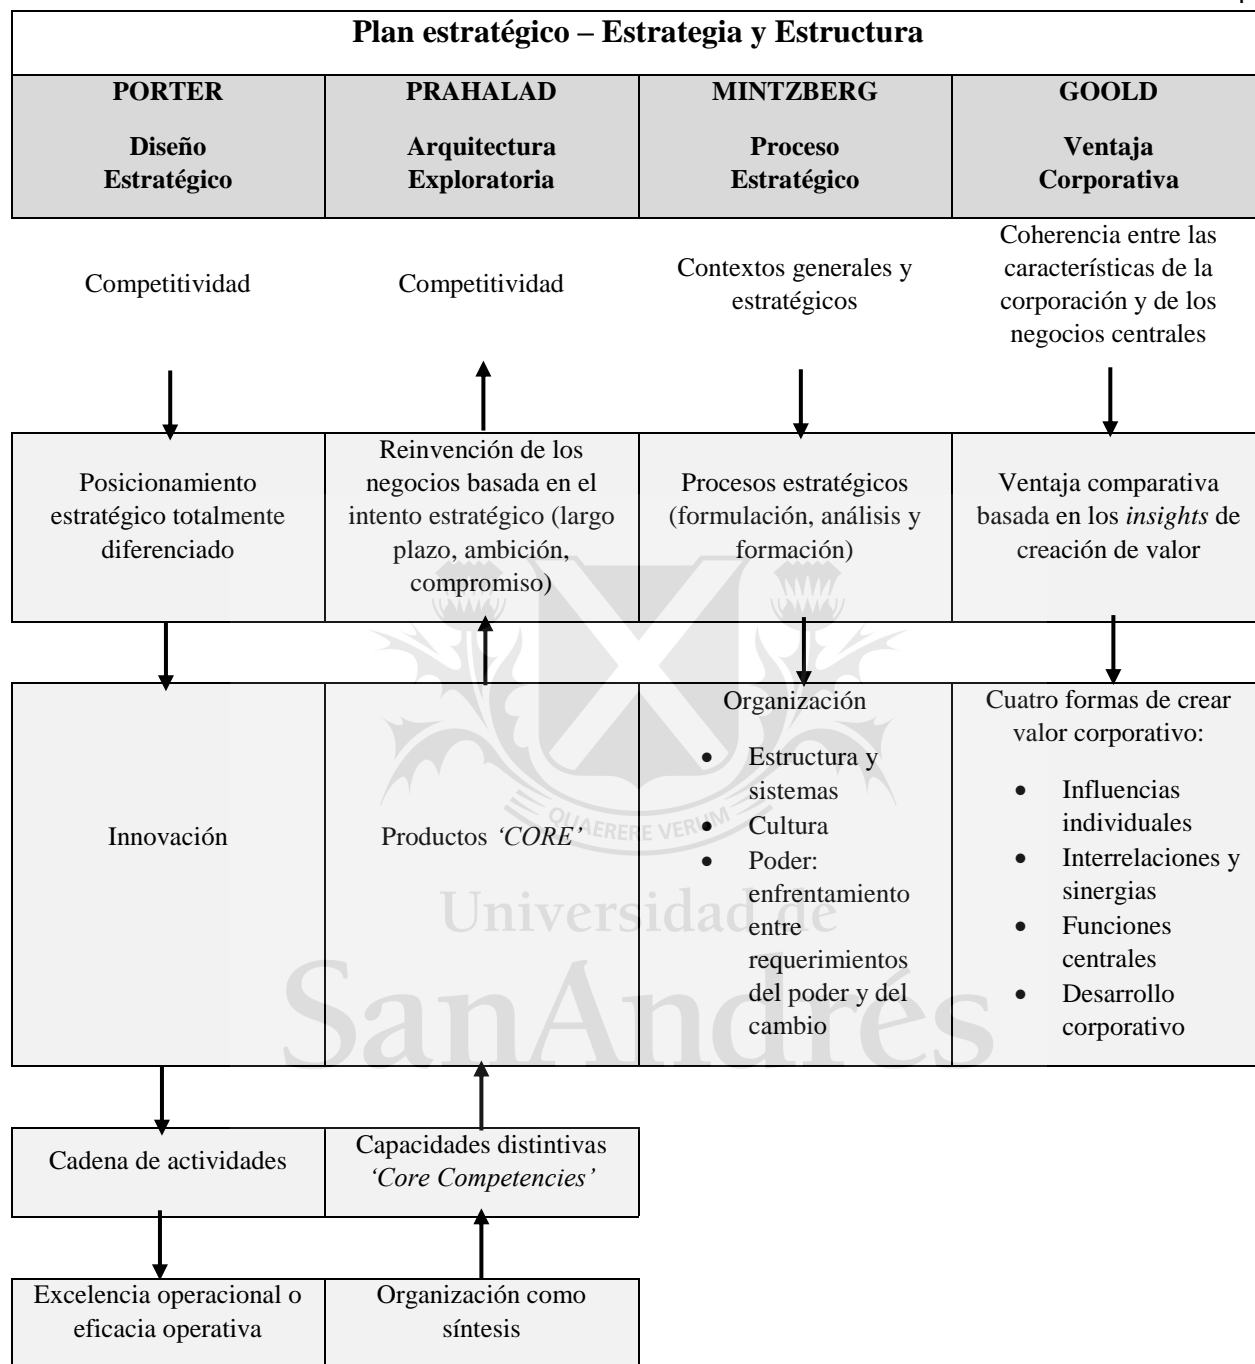 Plan estratégico – Estrategia y Estructura
PORTER
Diseño
Estratégico
PRAHALAD
Arquitectura
Exploratoria
MINTZBERG
Proceso
Estratégico
GOOLD
Ventaja
Corporativa
Competitividad
Competitividad
Contextos generales y
estratégicos
Coherencia entre las
características de la
corporación y de los
negocios centrales
Posicionamiento
estratégico totalmente
diferenciado
Reinvención de los
negocios basada en el
intento estratégico (largo
plazo, ambición,
compromiso)
Procesos estratégicos
(formulación, análisis y
formación)
Ventaja comparativa
basada en los insights de
creación de valor
Innovación
Productos ‘CORE’
Organización
• Estructura y
sistemas
• Cultura
• Poder:
enfrentamiento
entre
requerimientos
del poder y del
cambio
Cuatro formas de crear
valor corporativo:
• Influencias
individuales
• Interrelaciones y
sinergias
• Funciones
centrales
• Desarrollo
corporativo
Cadena de actividades
Capacidades distintivas
‘Core Competencies’
Excelencia operacional o
eficacia operativa
Organización como
síntesis
QUAERERE VERUM
Universidad de
SanAndrés